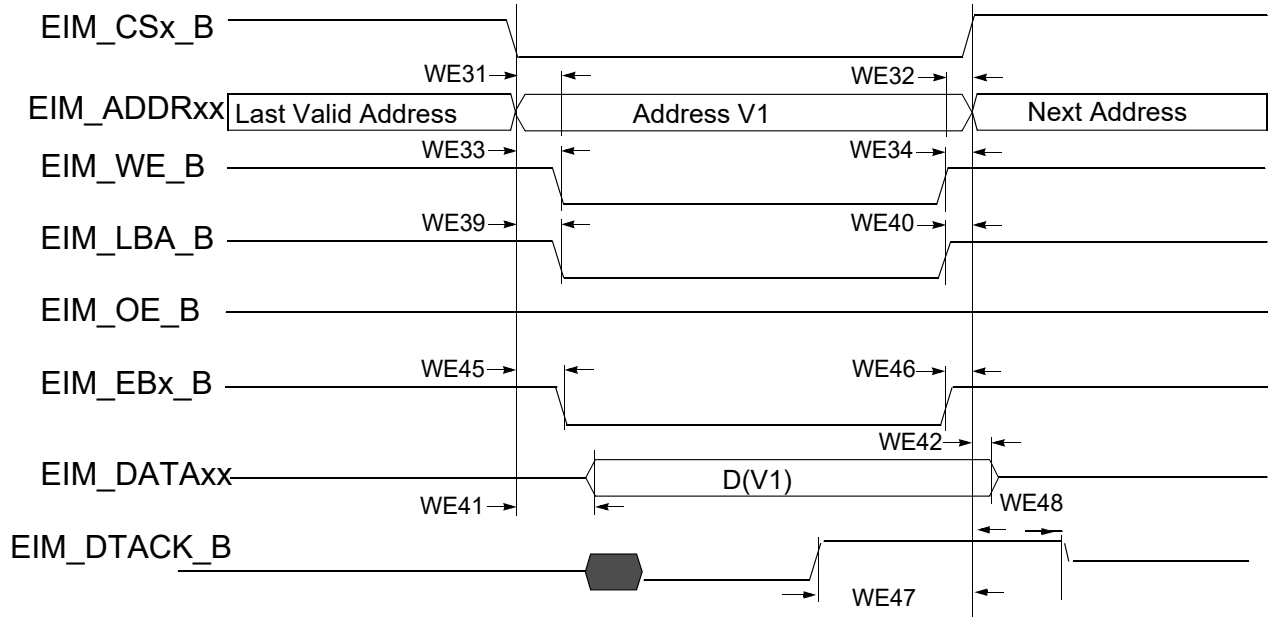 EIM_CSx_B
WE31 WE32
EIM_ADDRxx Last Valid Address Address V1 Next Address
WE33 WE34
EIM_WE_B
WE39 WE40
EIM_LBA_B
EIM_OE_B
WE45 WE46
EIM_EBx_B
WE42
EIM_DATAxx D(V1)
WE41 WE48
EIM_DTACK_B
WE47